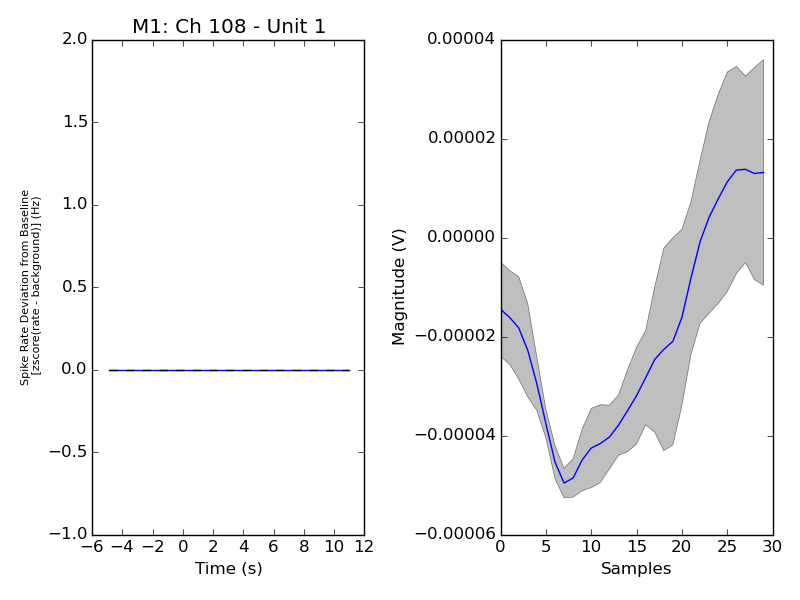 M1: Ch 108 - Unit 1
2.0
1.5
1.0
0.5
0.0
−0.5
−1.0
−6 −4 −2 0 2 4 6 8 10 12
Time (s)
Spike Rate Deviation from Baseline
[zscore(rate - background)] (Hz)
0.00004
0.00002
0.00000
−0.00002
−0.00004
−0.00006
0 5 10 15 20 25 30
Samples
Magnitude (V)